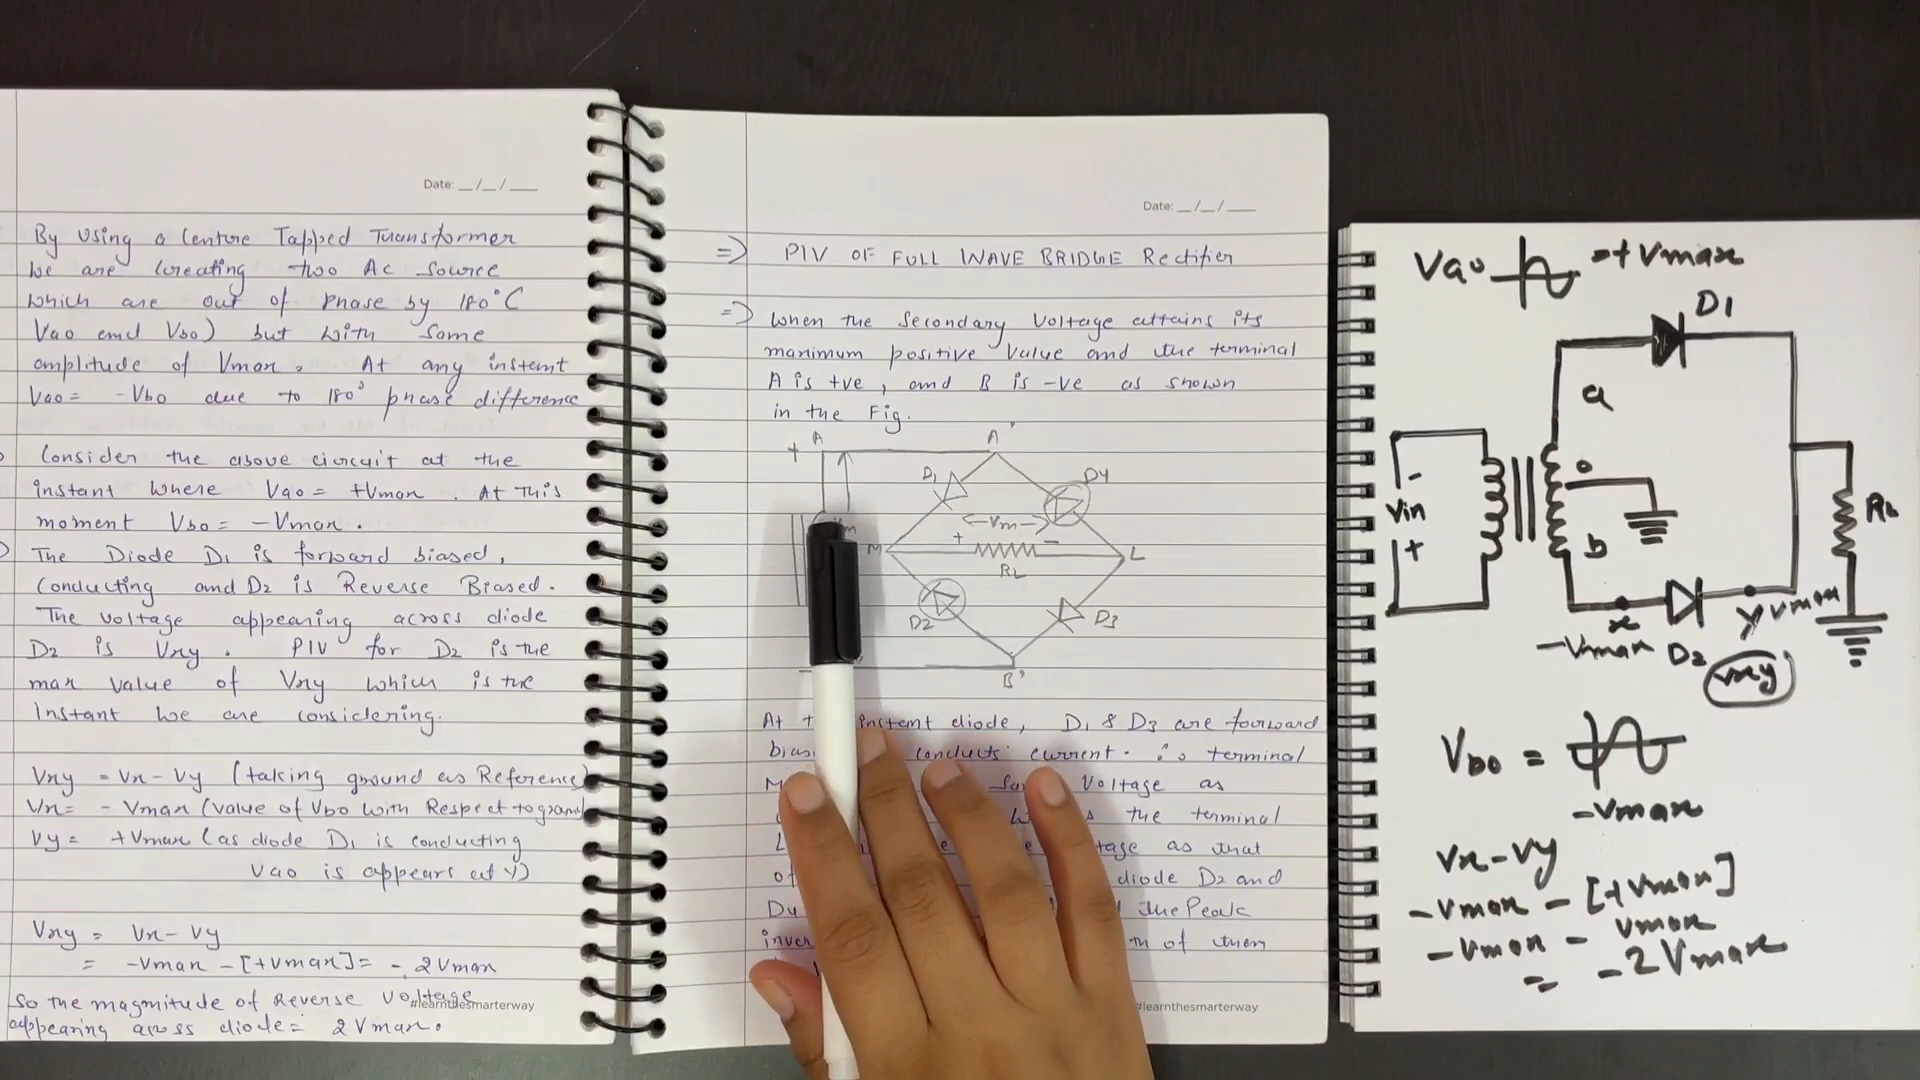 Date: _/_/__
By Using a Centre Tapped Transformer
We are Creating two AC source
which are out of phase by 180°C
Vao and Vbo) but with same
amplitude of Vmax. At any instant
Vao = -Vbo due to 180° phase difference
Consider the above circuit at the
instant where Vao = +Vmax. At this
moment Vbo = -Vmax.
The Diode D1 is forward biased,
Conducting and D2 is Reverse Biased.
The Voltage appearing across diode
D2 is Vxy. PIV for D2 is the
max value of Vxy which is the
Instant we are considering.
Vxy = Vx - Vy (taking ground as Reference)
Vx = - Vmax (value of Vbo with Respect to ground
Vy = + Vmax (as diode D1 is conducting
Vao is appears at Y)
Vxy = Vx - Vy
= -Vmax - [+Vmax] = - 2Vmax
So the magnitude of Reverse Voltage
#learnthesmarterway
appearing across diode = 2Vmax.
Date: _/_/__
=> PIV OF FULL WAVE BRIDGE Rectifier
=> When the Secondary Voltage attains its
maximum positive Value and the terminal
A is +ve, and B is -ve as shown
in the Fig.
+ A A'
D1 D4
<-Vm->
m M + - L
RL
D2 D3
B'
At instant diode, D1 & D3 are forward
conducts current. ∴ terminal
M Voltage as
the terminal
L as that
of diode D2 and
D4 the Peak
of them
#learnthesmarterway
Vao = +Vmax
D1
a
o
-
Vin
+
b
RL
x y Vmax
-Vmax D2
Vxy
Vbo =
-Vmax
Vx - Vy
-Vmax - [+Vmax]
-Vmax - Vmax
= -2Vmax